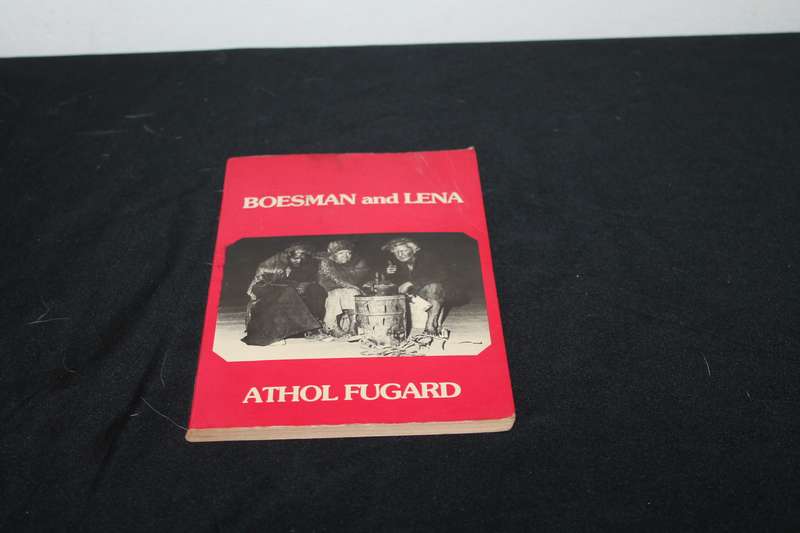 BOESMAN and LENA
ATHOL FUGARD